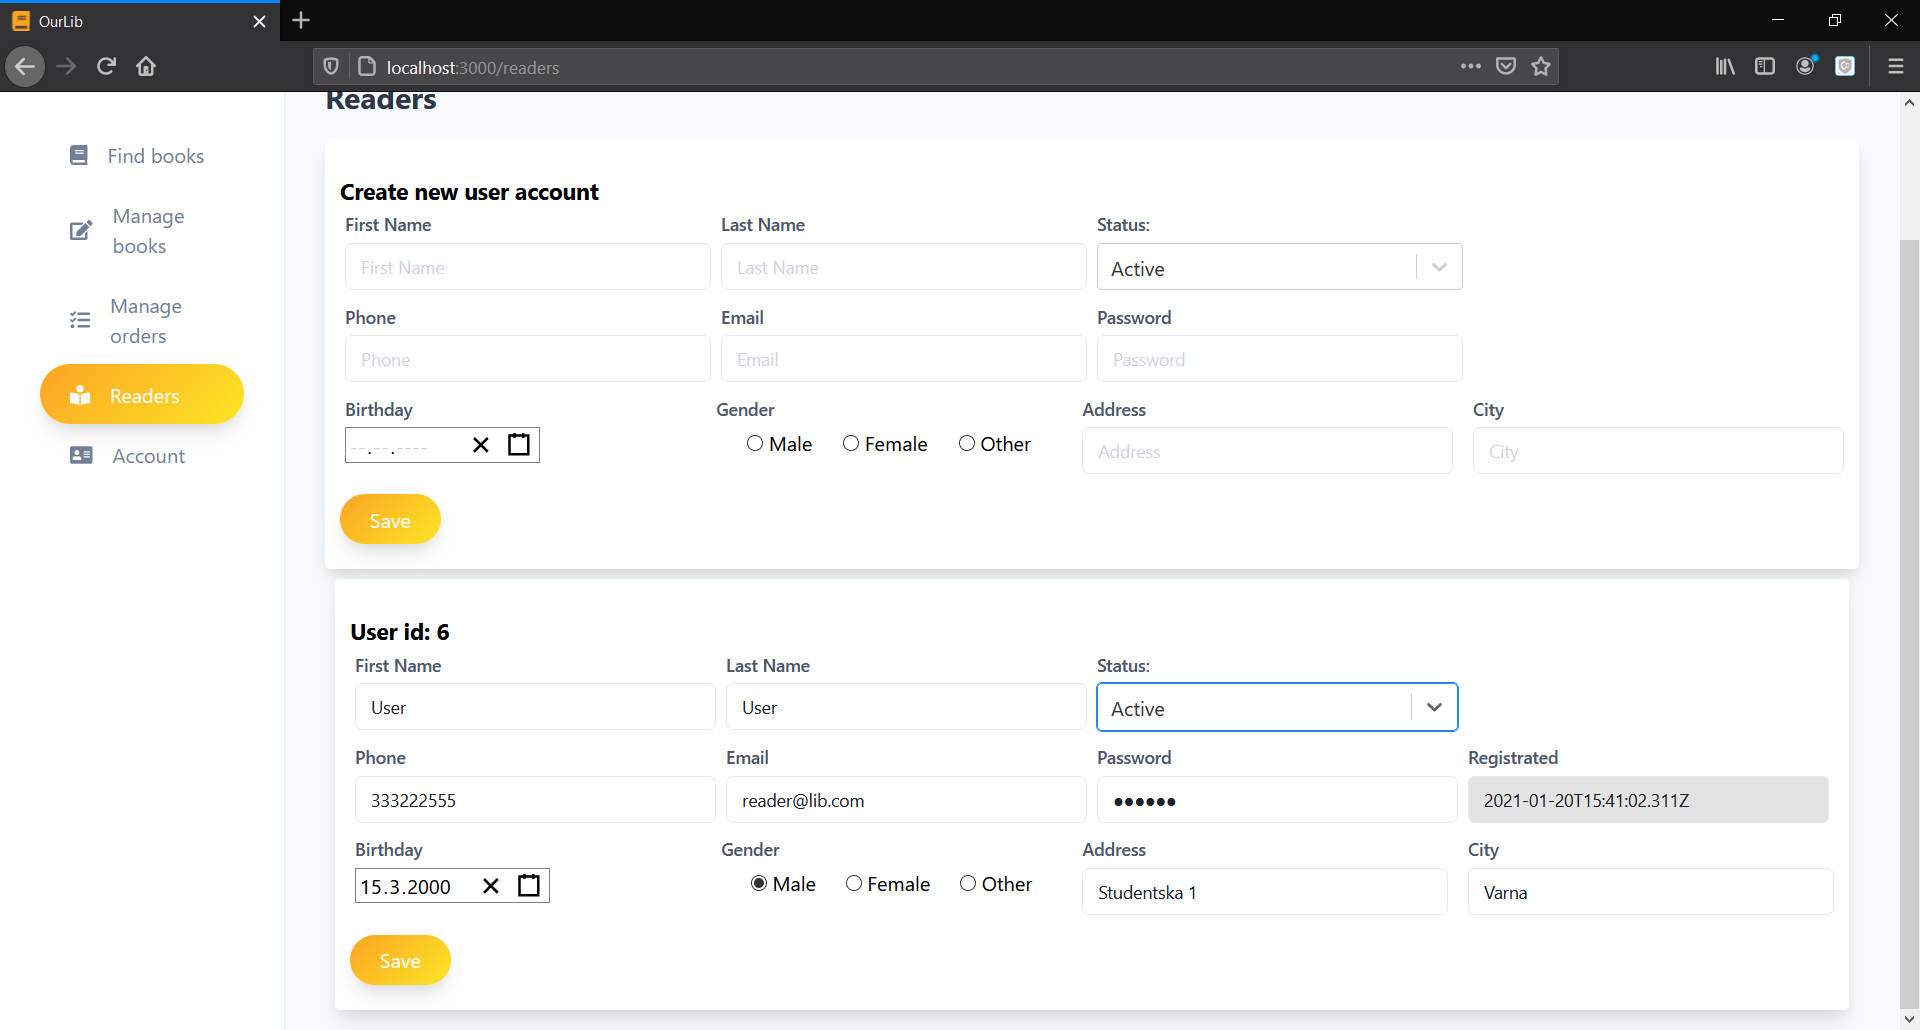 OurLib
localhost:3000/readers
Find books
Manage
books
Manage
orders
Readers
Account
Readers
Create new user account
First Name Last Name Status:
First Name Last Name Active
Phone Email Password
Phone Email Password
Birthday Gender Address City
--.--.---- Male Female Other Address City
Save
User id: 6
First Name Last Name Status:
User User Active
Phone Email Password Registrated
333222555 reader@lib.com ●●●●●● 2021-01-20T15:41:02.311Z
Birthday Gender Address City
15.3.2000 Male Female Other Studentska 1 Varna
Save